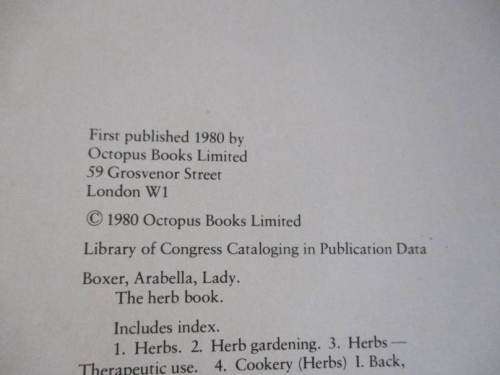 First published 1980 by
Octopus Books Limited
59 Grosvenor Street
London W1
© 1980 Octopus Books Limited
Library of Congress Cataloging in Publication Data
Boxer, Arabella, Lady.
The herb book.
Includes index.
1. Herbs. 2. Herb gardening. 3. Herbs —
Therapeutic use. 4. Cookery (Herbs) I. Back,